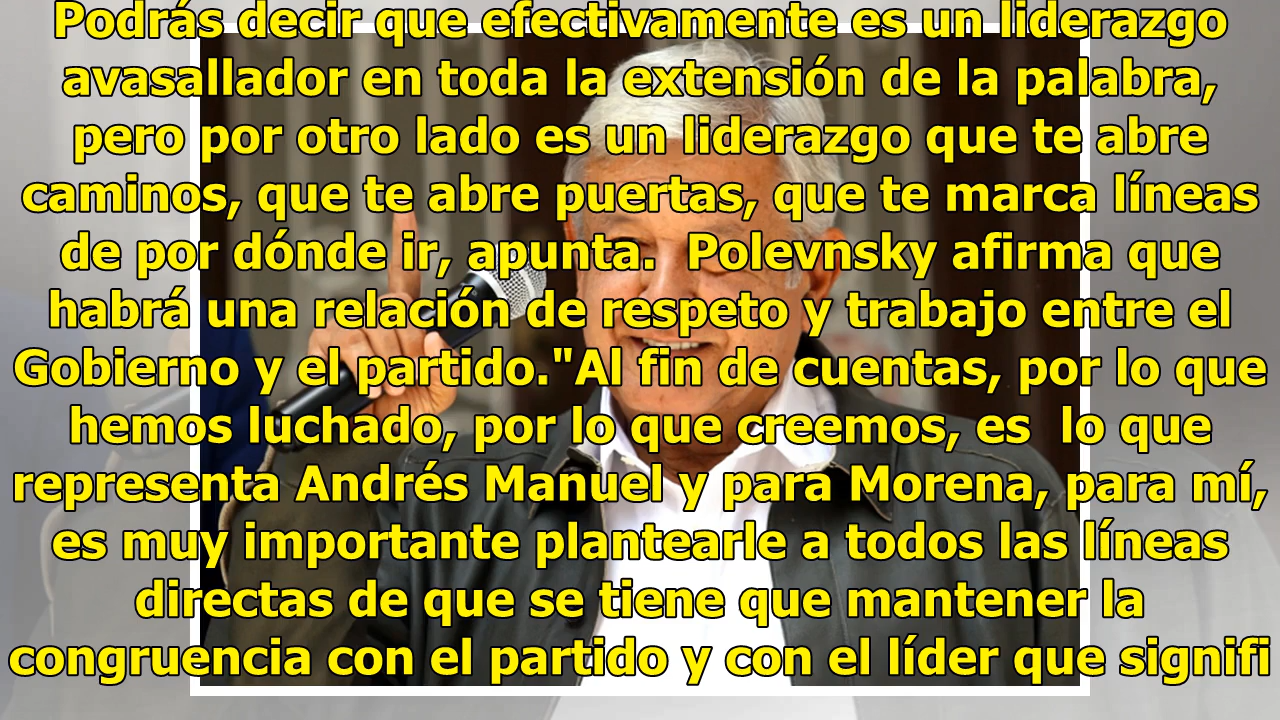 Podrás decir que efectivamente es un liderazgo
avasallador en toda la extensión de la palabra,
pero por otro lado es un liderazgo que te abre
caminos, que te abre puertas, que te marca líneas
de por dónde ir, apunta.  Polevnsky afirma que
habrá una relación de respeto y trabajo entre el
Gobierno y el partido."Al fin de cuentas, por lo que
hemos luchado, por lo que creemos, es  lo que
representa Andrés Manuel y para Morena, para mí,
es muy importante plantearle a todos las líneas
directas de que se tiene que mantener la
congruencia con el partido y con el líder que signifi